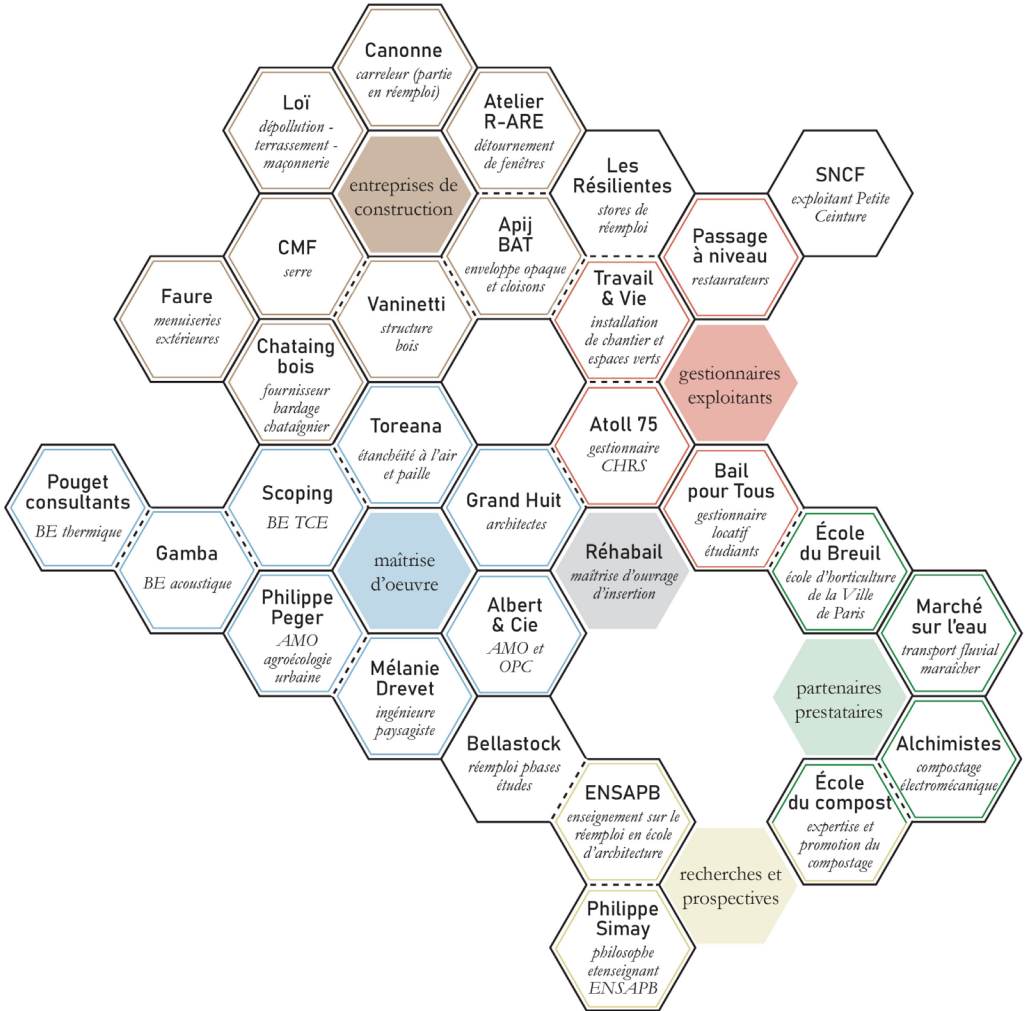 Canonne
carreleur (partie
en réemploi)
Loï
dépollution -
terrassement -
maçonnerie
Atelier
R-ARE
détournement
de fenêtres
entreprises de
construction
Les
Résilientes
stores de
réemploi
SNCF
exploitant Petite
Ceinture
CMF
serre
Apij
BAT
enveloppe opaque
et cloisons
Passage
à niveau
restaurateurs
Faure
menuiseries
extérieures
Vaninetti
structure
bois
Travail
& Vie
installation
de chantier et
espaces verts
Chataing
bois
fournisseur
bardage
chataîgnier
gestionnaires
exploitants
Toreana
étanchéité à l'air
et paille
Atoll 75
gestionnaire
CHRS
Pouget
consultants
BE thermique
Scoping
BE TCE
Grand Huit
architectes
Bail
pour Tous
gestionnaire
locatif
étudiants
Gamba
BE acoustique
maîtrise
d'oeuvre
Réhabail
maîtrise d'ouvrage
d'insertion
École
du Breuil
école d'horticulture
de la Ville
de Paris
Philippe
Peger
AMO
agroécologie
urbaine
Albert
& Cie
AMO et
OPC
Marché
sur l'eau
transport fluvial
maraîcher
Mélanie
Drevet
ingénieure
paysagiste
partenaires
prestataires
Bellastock
réemploi phases
études
Alchimistes
compostage
électromécanique
ENSAPB
enseignement sur le
réemploi en école
d'architecture
École
du compost
expertise et
promotion du
compostage
recherches et
prospectives
Philippe
Simay
philosophe
etenseignant
ENSAPB